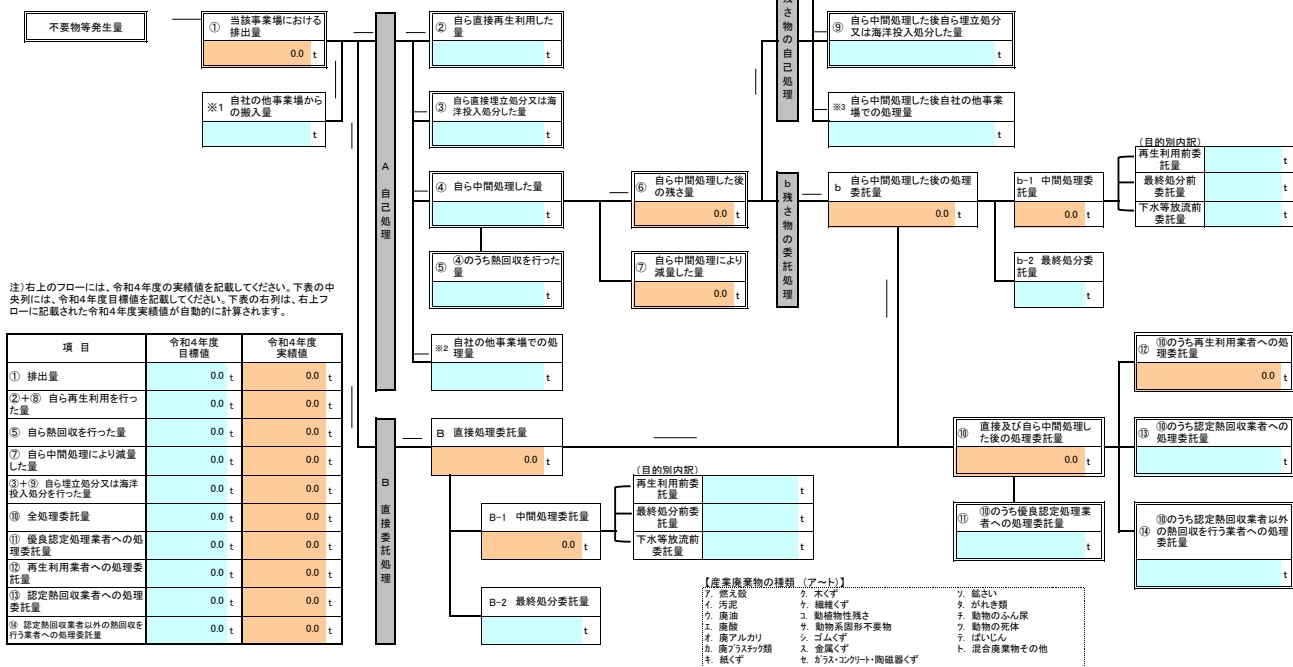 不要物等発生量
① 当該事業場における
排出量
0.0 t
※1 自社の他事業場から
の搬入量
t
A 自己処理
② 自ら直接再生利用した
量
t
③ 自ら直接埋立処分又は海
洋投入処分した量
t
④ 自ら中間処理した量
t
⑤ ④のうち熱回収を行った
量
t
※2 自社の他事業場での処
理量
t
⑥ 自ら中間処理した後
の残さ量
0.0 t
⑦ 自ら中間処理により
減量した量
0.0 t
残さ物の自己処理
⑨ 自ら中間処理した後自ら埋立処分
又は海洋投入処分した量
t
※3 自ら中間処理した後自社の他事業
場での処理量
t
b 残さ物の委託処理
b 自ら中間処理した後の処理
委託量
0.0 t
b-1 中間処理委
託量
0.0 t
(目的別内訳)
再生利用前委
託量
t
最終処分前
委託量
t
下水等放流前
委託量
t
b-2 最終処分委
託量
t
注)右上のフローには、令和4年度の実績値を記載してください。下表の中
央列には、令和4年度目標値を記載してください。下表の右列は、右上フ
ローに記載された令和4年度実績値が自動的に計算されます。
項 目 令和4年度 目標値 令和4年度 実績値
① 排出量 0.0 t 0.0 t
②+⑧ 自ら再生利用を行っ
た量 0.0 t 0.0 t
⑤ 自ら熱回収を行った量 0.0 t 0.0 t
⑦ 自ら中間処理により減量
した量 0.0 t 0.0 t
③+⑨ 自ら埋立処分又は海洋
投入処分を行った量 0.0 t 0.0 t
⑩ 全処理委託量 0.0 t 0.0 t
⑪ 優良認定処理業者への処
理委託量 0.0 t 0.0 t
⑫ 再生利用業者への処理委
託量 0.0 t 0.0 t
⑬ 認定熱回収業者への処理
委託量 0.0 t 0.0 t
⑭ 認定熱回収業者以外の熱回収を
行う業者への処理委託量 0.0 t 0.0 t
B 直接委託処理
B 直接処理委託量
0.0 t
B-1 中間処理委託量
0.0 t
(目的別内訳)
再生利用前委
託量
t
最終処分前委
託量
t
下水等放流前
委託量
t
B-2 最終処分委託量
t
⑩ 直接及び自ら中間処理し
た後の処理委託量
0.0 t
⑪ ⑩のうち優良認定処理業
者への処理委託量
t
⑫ ⑩のうち再生利用業者への処
理委託量
0.0 t
⑬ ⑩のうち認定熱回収業者への
処理委託量
t
⑭ ⑩のうち認定熱回収業者以外
の熱回収を行う業者への処理
委託量
t
【産業廃棄物の種類 (ア~ト)】
ア. 燃え殻 ク. 木くず ソ. 鉱さい
イ. 汚泥 ケ. 繊維くず タ. がれき類
ウ. 廃油 コ. 動植物性残さ チ. 動物のふん尿
エ. 廃酸 サ. 動物系固形不要物 ツ. 動物の死体
オ. 廃アルカリ シ. ゴムくず テ. ばいじん
カ. 廃プラスチック類 ス. 金属くず ト. 混合廃棄物その他
キ. 紙くず セ. ガラス・コンクリート・陶磁器くず